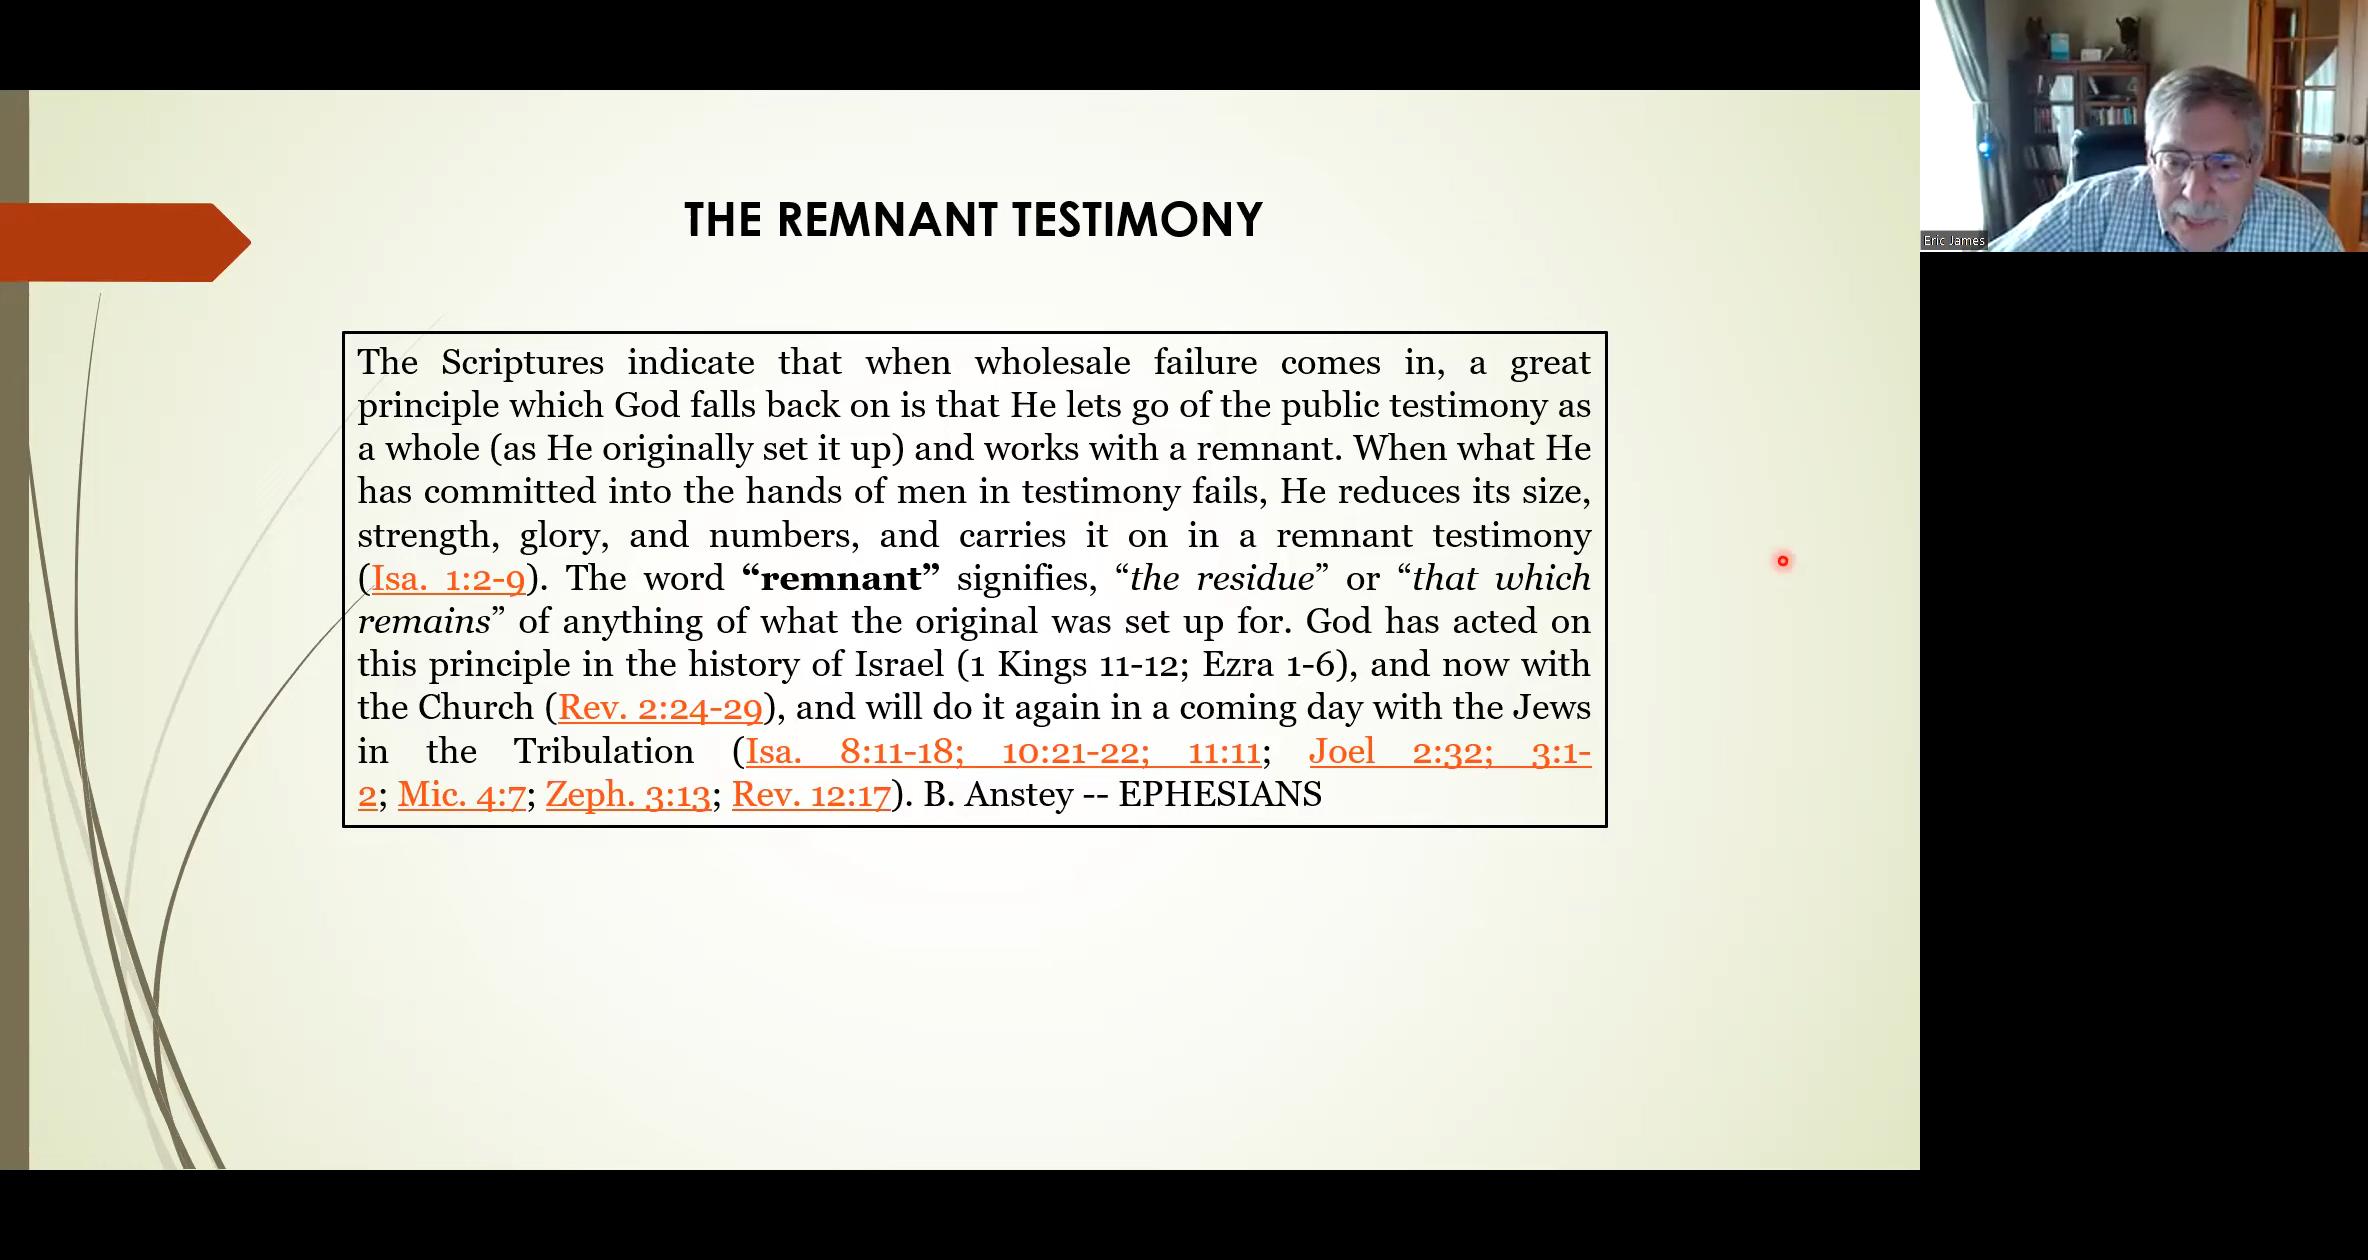 THE REMNANT TESTIMONY
The Scriptures indicate that when wholesale failure comes in, a great
principle which God falls back on is that He lets go of the public testimony as
a whole (as He originally set it up) and works with a remnant. When what He
has committed into the hands of men in testimony fails, He reduces its size,
strength, glory, and numbers, and carries it on in a remnant testimony
(Isa. 1:2-9). The word “remnant” signifies, “the residue” or “that which
remains” of anything of what the original was set up for. God has acted on
this principle in the history of Israel (1 Kings 11-12; Ezra 1-6), and now with
the Church (Rev. 2:24-29), and will do it again in a coming day with the Jews
in the Tribulation (Isa. 8:11-18; 10:21-22; 11:11; Joel 2:32; 3:1-
2; Mic. 4:7; Zeph. 3:13; Rev. 12:17). B. Anstey -- EPHESIANS
Eric James